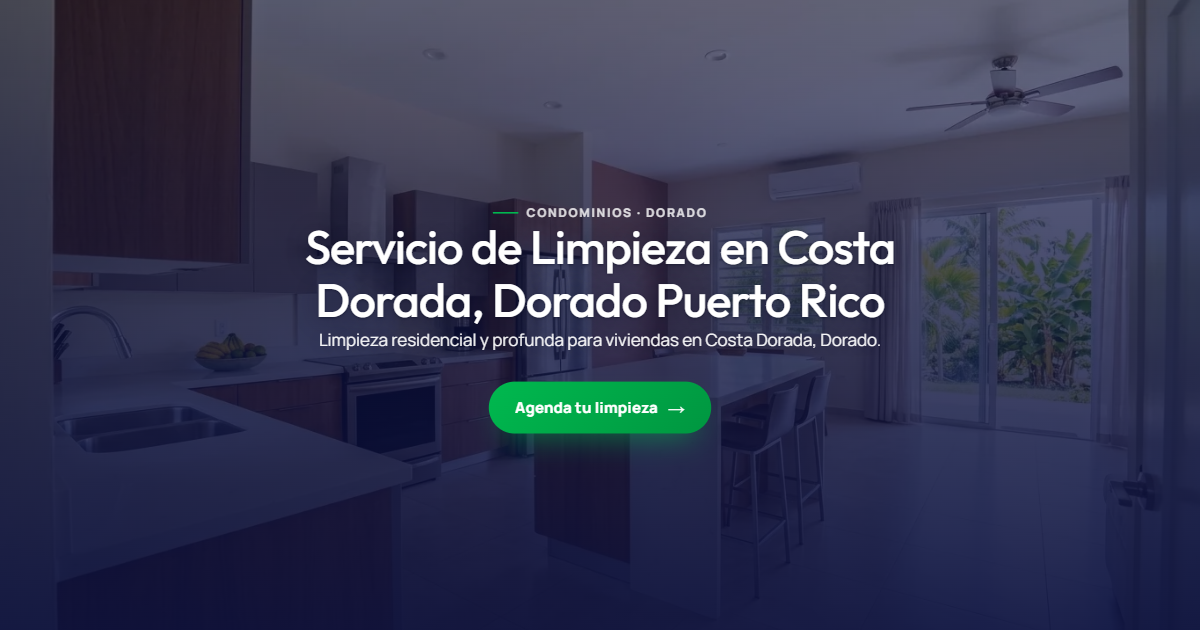 CONDOMINIOS · DORADO
Servicio de Limpieza en Costa
Dorada, Dorado Puerto Rico
Limpieza residencial y profunda para viviendas en Costa Dorada, Dorado.
Agenda tu limpieza →